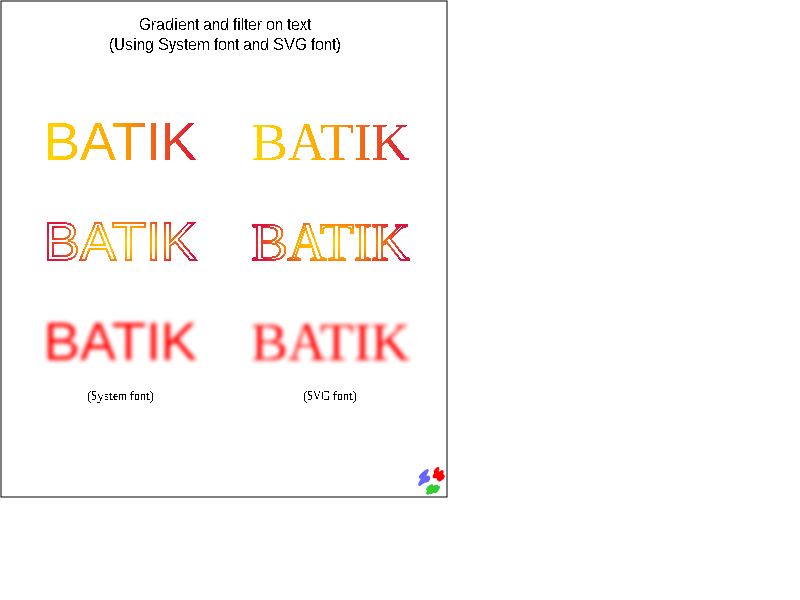 Gradient and filter on text
(Using System font and SVG font)
BATIK BATIK
BATIK BATIK
BATIK BATIK
(System font) (SVG font)